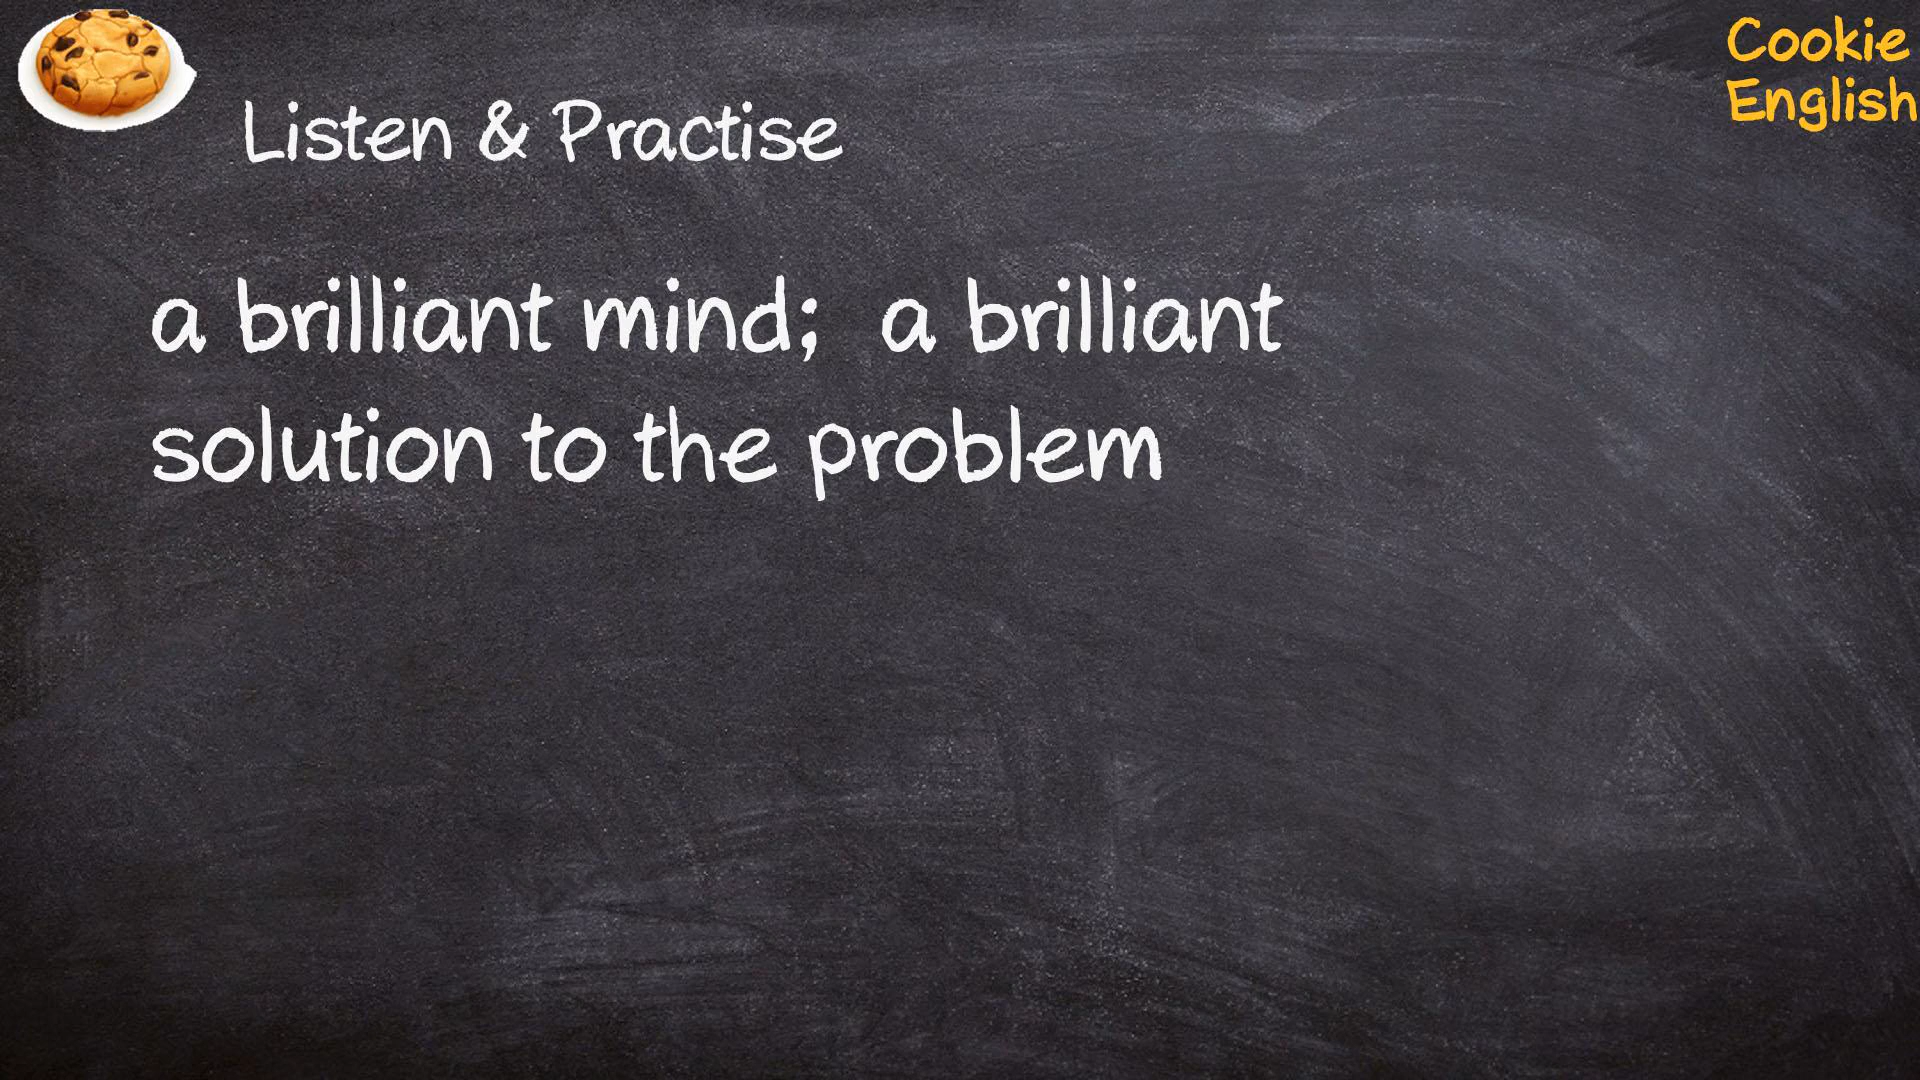 Cookie
English
Listen & Practise
a brilliant mind;  a brilliant
solution to the problem